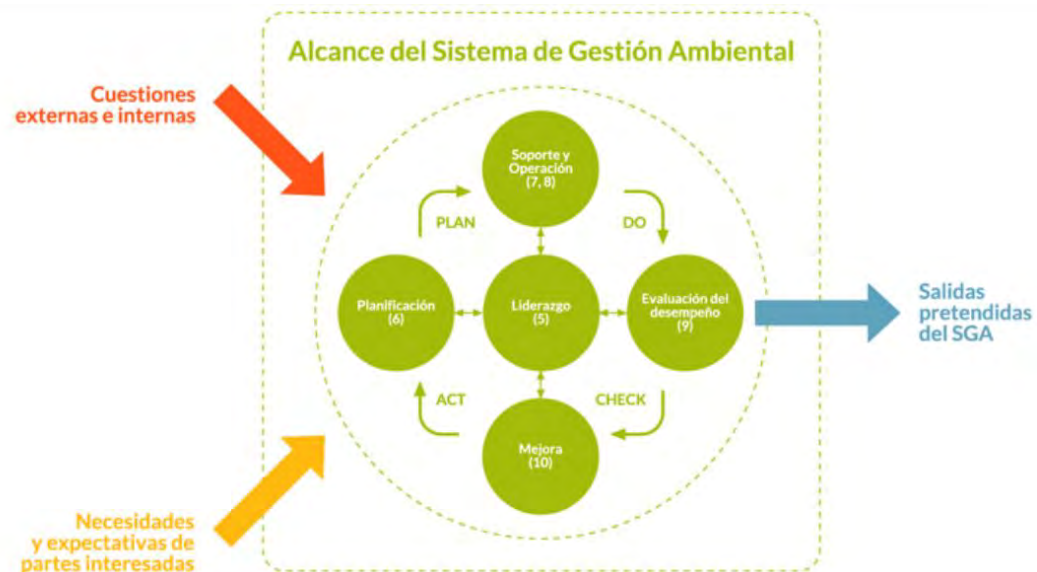 Alcance del Sistema de Gestión Ambiental
Cuestiones
externas e internas
Soporte y
Operación
(7, 8)
PLAN
DO
Planificación
(6)
Liderazgo
(5)
Evaluación del
desempeño
(9)
Salidas
pretendidas
del SGA
ACT
CHECK
Mejora
(10)
Necesidades
y expectativas de
partes interesadas